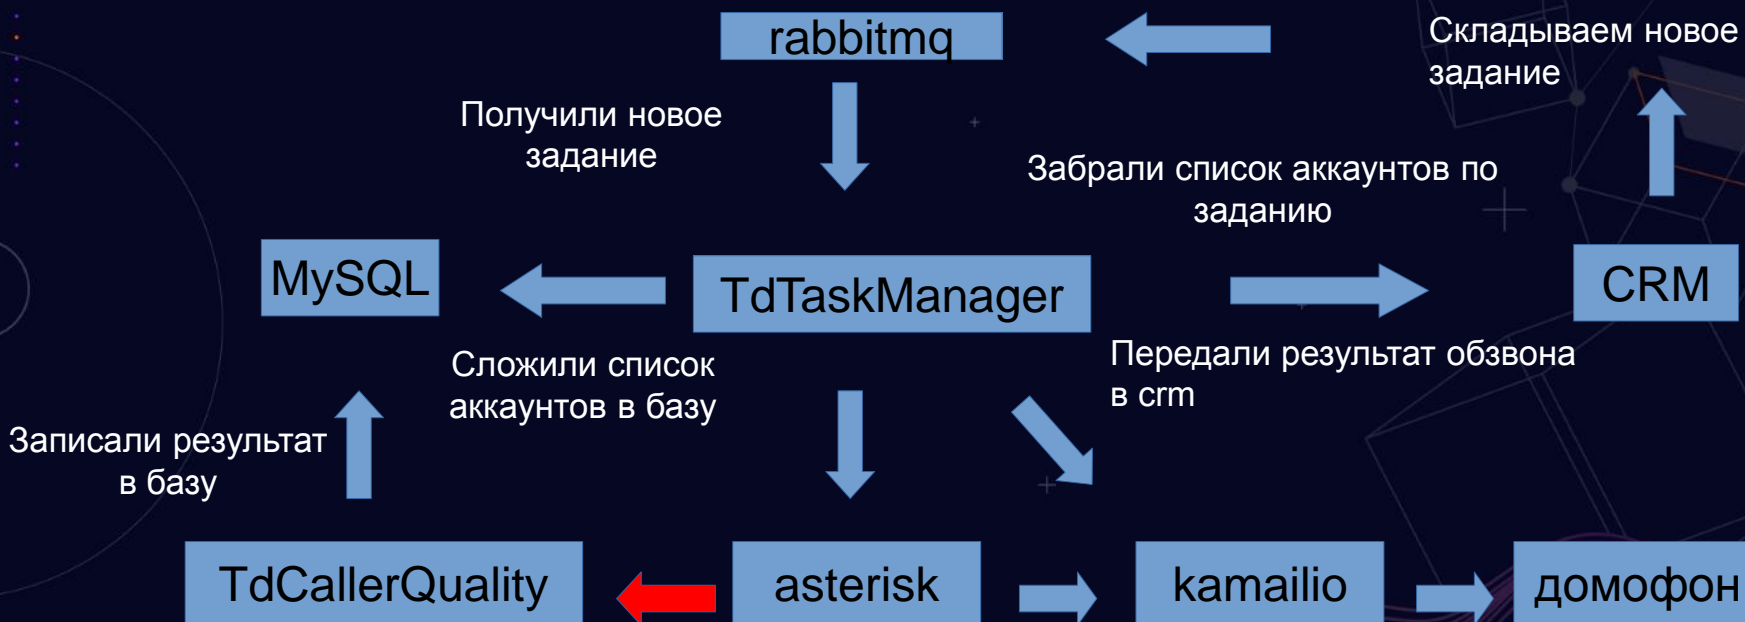 rabbitmq
Складываем новое
задание
Получили новое
задание
Забрали список аккаунтов по
заданию
MySQL
TdTaskManager
CRM
Сложили список
аккаунтов в базу
Передали результат обзвона
в crm
Записали результат
в базу
TdCallerQuality
asterisk
kamailio
домофон